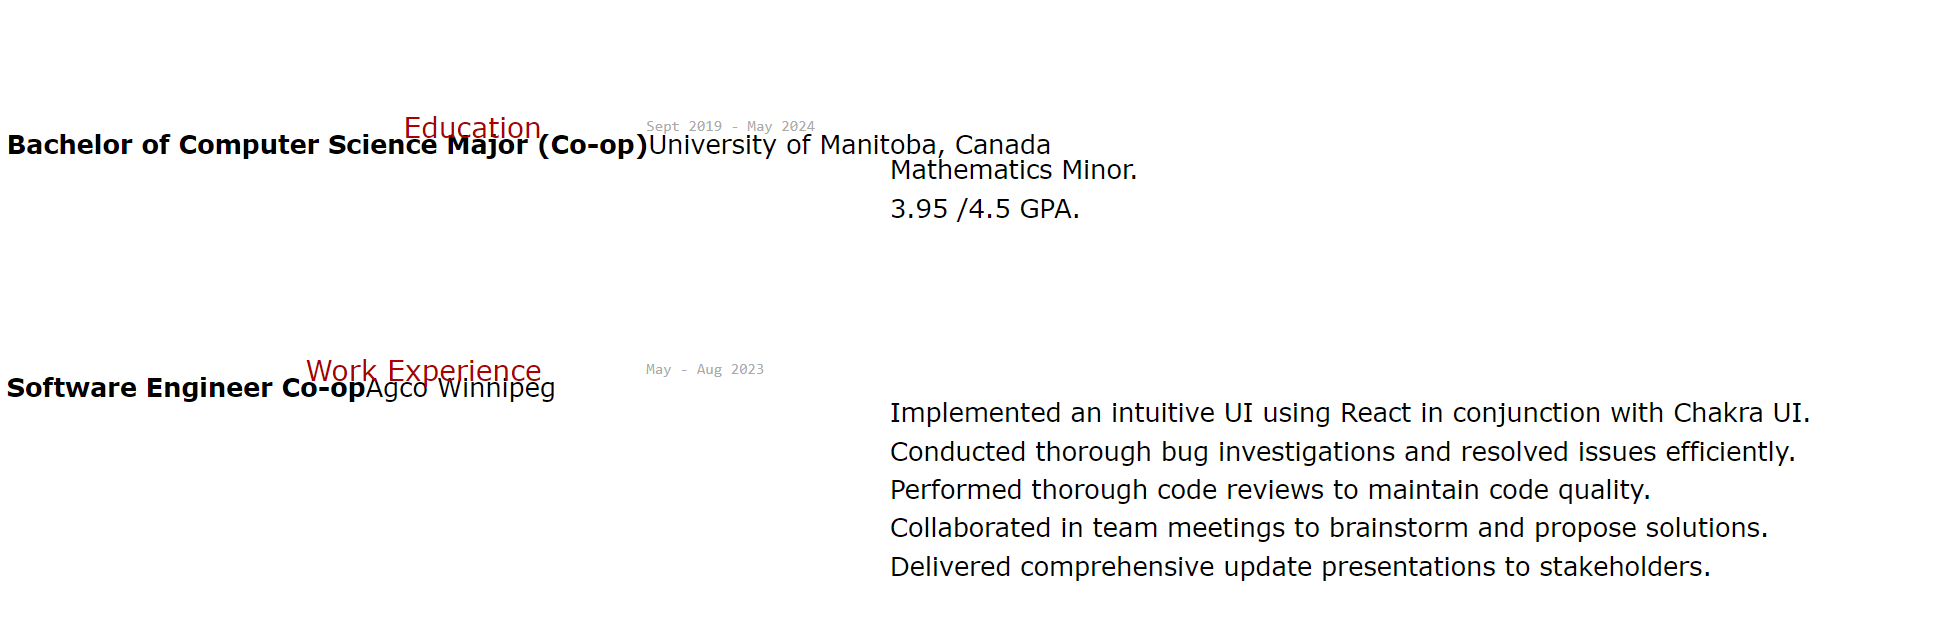 Education
Sept 2019 - May 2024
Bachelor of Computer Science Major (Co-op)University of Manitoba, Canada
Mathematics Minor.
3.95 /4.5 GPA.
Work Experience
May - Aug 2023
Software Engineer Co-opAgco Winnipeg
Implemented an intuitive UI using React in conjunction with Chakra UI.
Conducted thorough bug investigations and resolved issues efficiently.
Performed thorough code reviews to maintain code quality.
Collaborated in team meetings to brainstorm and propose solutions.
Delivered comprehensive update presentations to stakeholders.